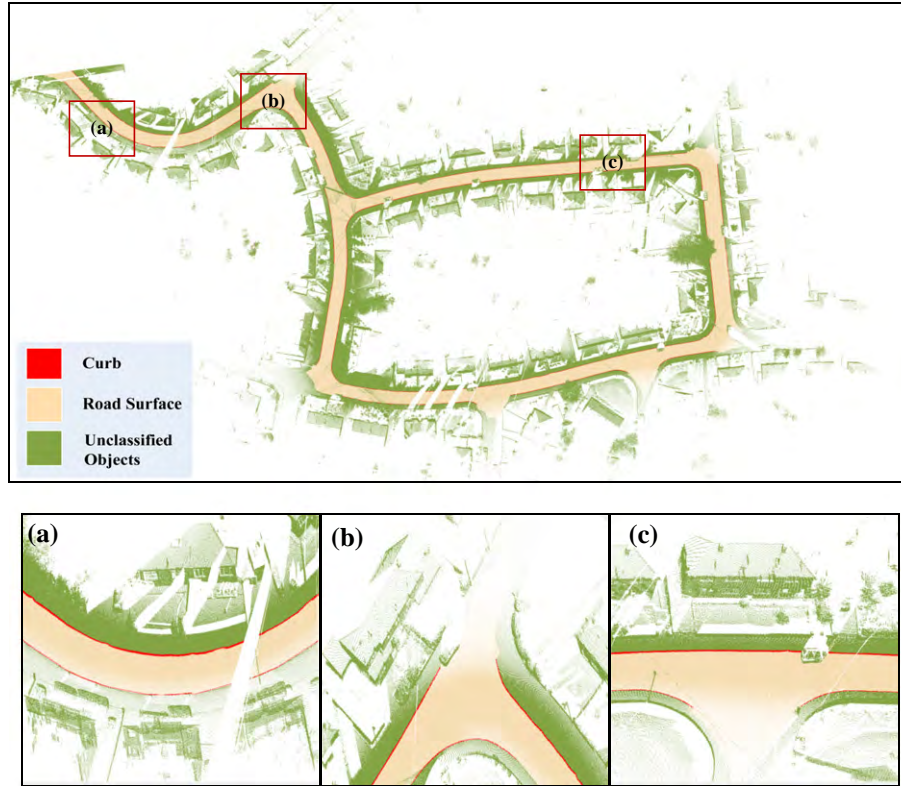 (a)
(b)
(c)
Curb
Road Surface
Unclassified
Objects
(a)
(b)
(c)